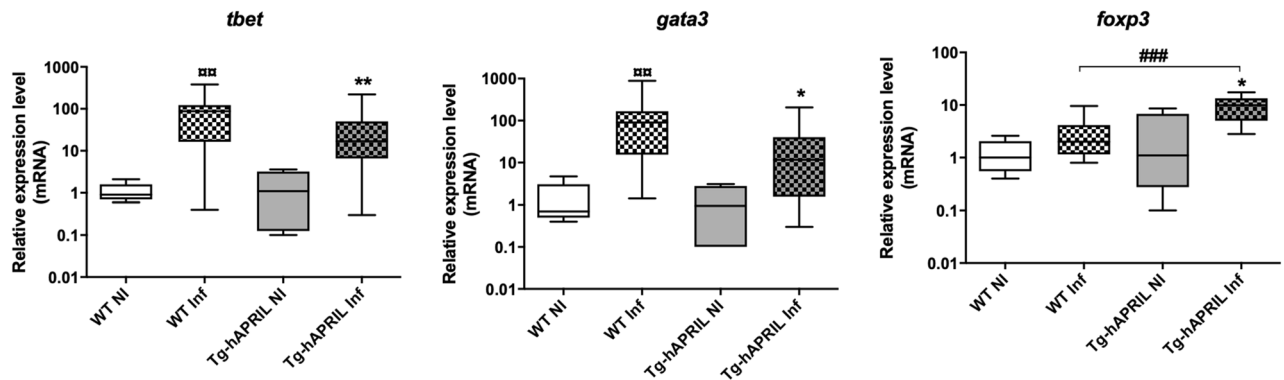 tbet
Relative expression level
(mRNA)
1000
100
10
1
0.1
0.01
¤¤
**
WT NI
WT Inf
Tg-hAPRIL NI
Tg-hAPRIL Inf
gata3
Relative expression level
(mRNA)
1000
100
10
1
0.1
0.01
¤¤
*
WT NI
WT Inf
Tg-hAPRIL NI
Tg-hAPRIL Inf
foxp3
Relative expression level
(mRNA)
100
10
1
0.1
0.01
###
*
WT NI
WT Inf
Tg-hAPRIL NI
Tg-hAPRIL Inf